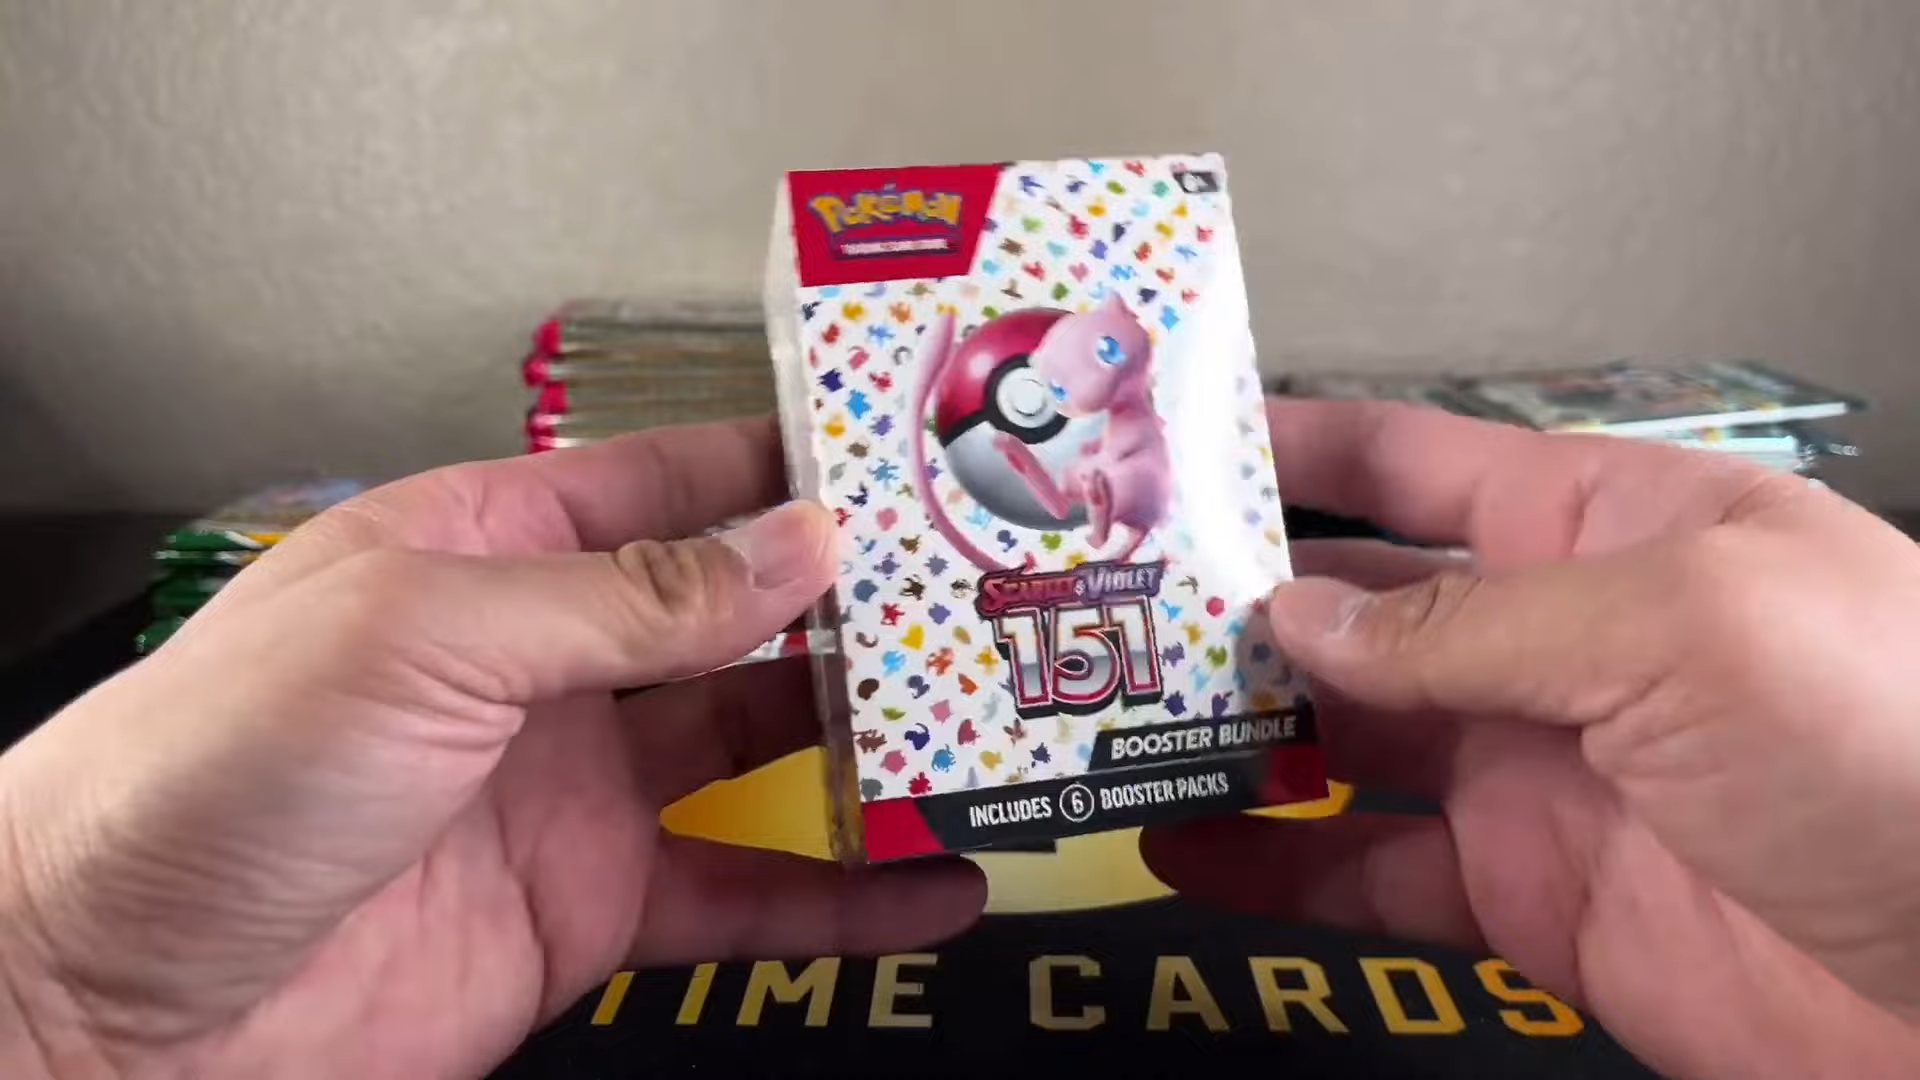 Pokémon
SCARLET & VIOLET
151
BOOSTER BUNDLE
INCLUDES 6 BOOSTER PACKS
TIME CARDS